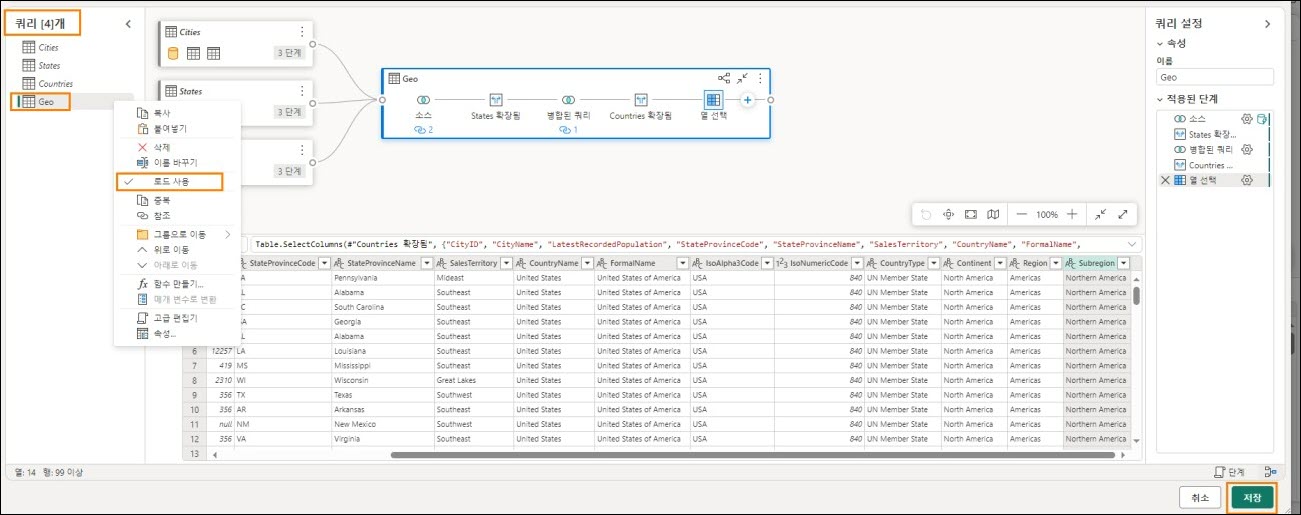 쿼리 [4]개
Cities
States
Countries
Geo
복사
붙여넣기
삭제
이름 바꾸기
로드 사용
중복
참조
그룹으로 이동
위로 이동
아래로 이동
함수 만들기...
매개 변수로 변환
고급 편집기
속성...
Cities
3 단계
States
3 단계
3 단계
Geo
소스
States 확장됨
병합된 쿼리
Countries 확장됨
열 선택
2
1
100%
Table.SelectColumns(#"Countries 확장됨", {"CityID", "CityName", "LatestRecordedPopulation", "StateProvinceCode", "StateProvinceName", "SalesTerritory", "CountryName", "FormalName",
StateProvinceCode StateProvinceName SalesTerritory CountryName FormalName IsoAlpha3Code IsoNumericCode CountryType Continent Region Subregion
Pennsylvania Mideast United States United States of America USA 840 UN Member State North America Americas Northern America
Alabama Southeast United States United States of America USA 840 UN Member State North America Americas Northern America
South Carolina Southeast United States United States of America USA 840 UN Member State North America Americas Northern America
Georgia Southeast United States United States of America USA 840 UN Member State North America Americas Northern America
Alabama Southeast United States United States of America USA 840 UN Member State North America Americas Northern America
6 12257 LA Louisiana Southeast United States United States of America USA 840 UN Member State North America Americas Northern America
7 419 MS Mississippi Southeast United States United States of America USA 840 UN Member State North America Americas Northern America
8 2310 WI Wisconsin Great Lakes United States United States of America USA 840 UN Member State North America Americas Northern America
9 356 TX Texas Southwest United States United States of America USA 840 UN Member State North America Americas Northern America
10 356 AR Arkansas Southeast United States United States of America USA 840 UN Member State North America Americas Northern America
11 null NM New Mexico Southwest United States United States of America USA 840 UN Member State North America Americas Northern America
12 356 VA Virginia Southeast United States United States of America USA 840 UN Member State North America Americas Northern America
13
열: 14 행: 99 이상
단계
쿼리 설정
속성
이름
Geo
적용된 단계
소스
States 확장...
병합된 쿼리
Countries ...
열 선택
취소
저장